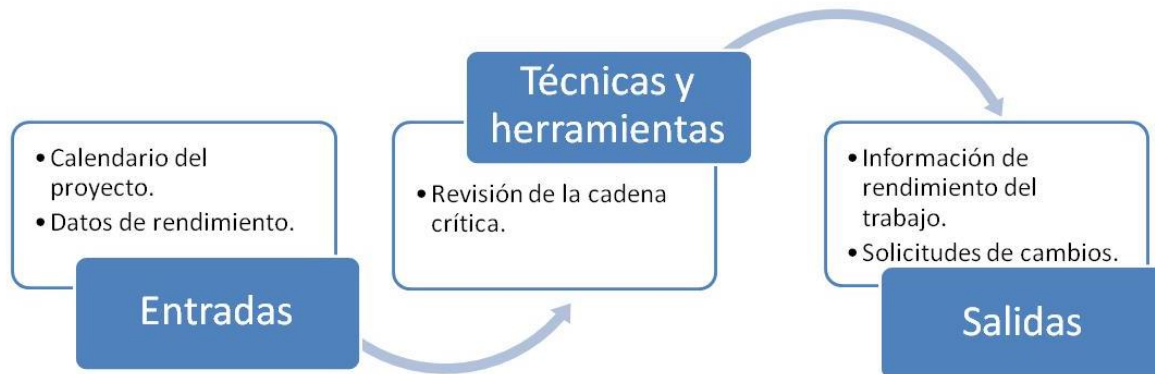 • Calendario del
proyecto.
• Datos de rendimiento.
Entradas
Técnicas y
herramientas
• Revisión de la cadena
crítica.
• Información de
rendimiento del
trabajo.
• Solicitudes de cambios.
Salidas